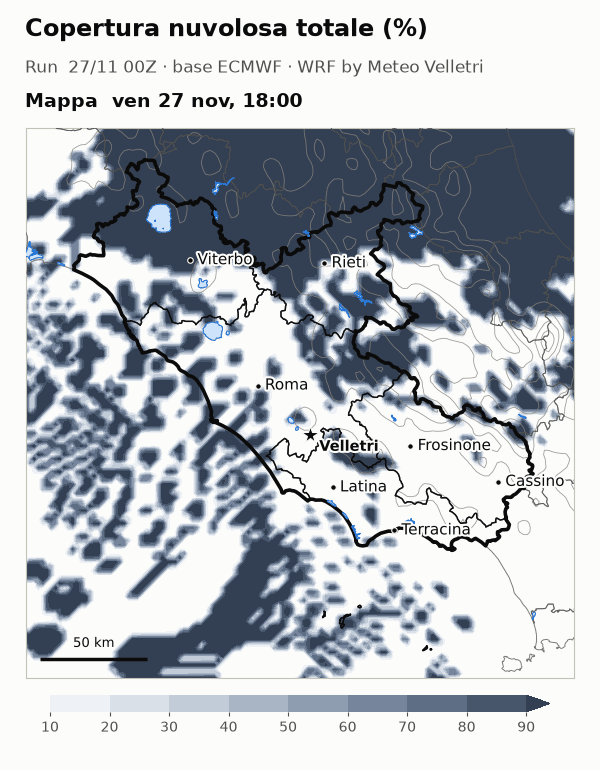 Copertura nuvolosa totale (%)
Run  27/11 00Z · base ECMWF · WRF by Meteo Velletri
Mappa  ven 27 nov, 18:00
Viterbo
Rieti
Roma
Velletri
Frosinone
Cassino
Latina
Terracina
50 km
10 20 30 40 50 60 70 80 90